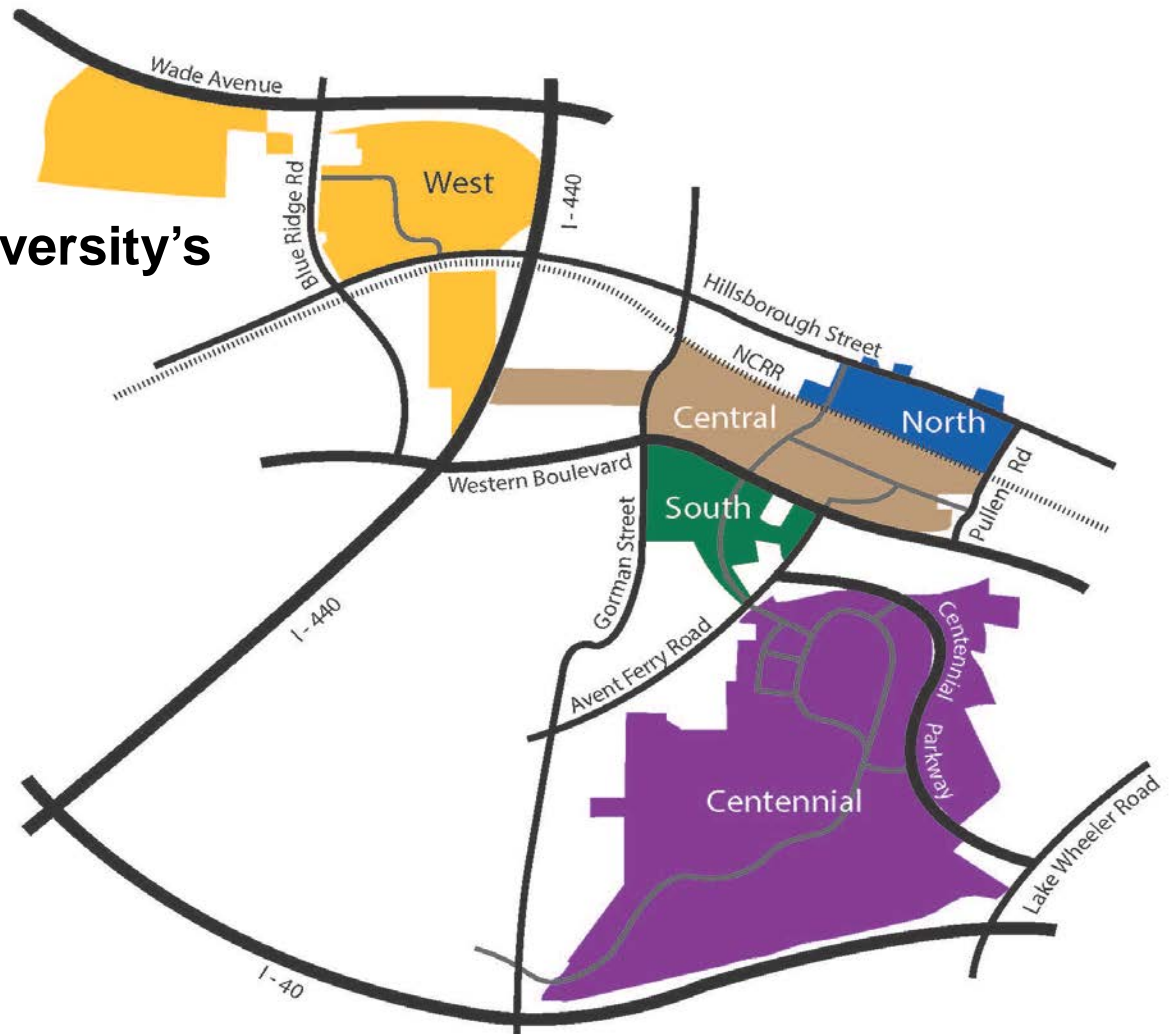 Wade Avenue
West
Blue Ridge Rd
I-440
versity's
Hillsborough Street
NCRR
Central
North
Western Boulevard
South
Pullen Rd
Gorman Street
I-440
Avent Ferry Road
Centennial Parkway
Centennial
Lake Wheeler Road
I-40